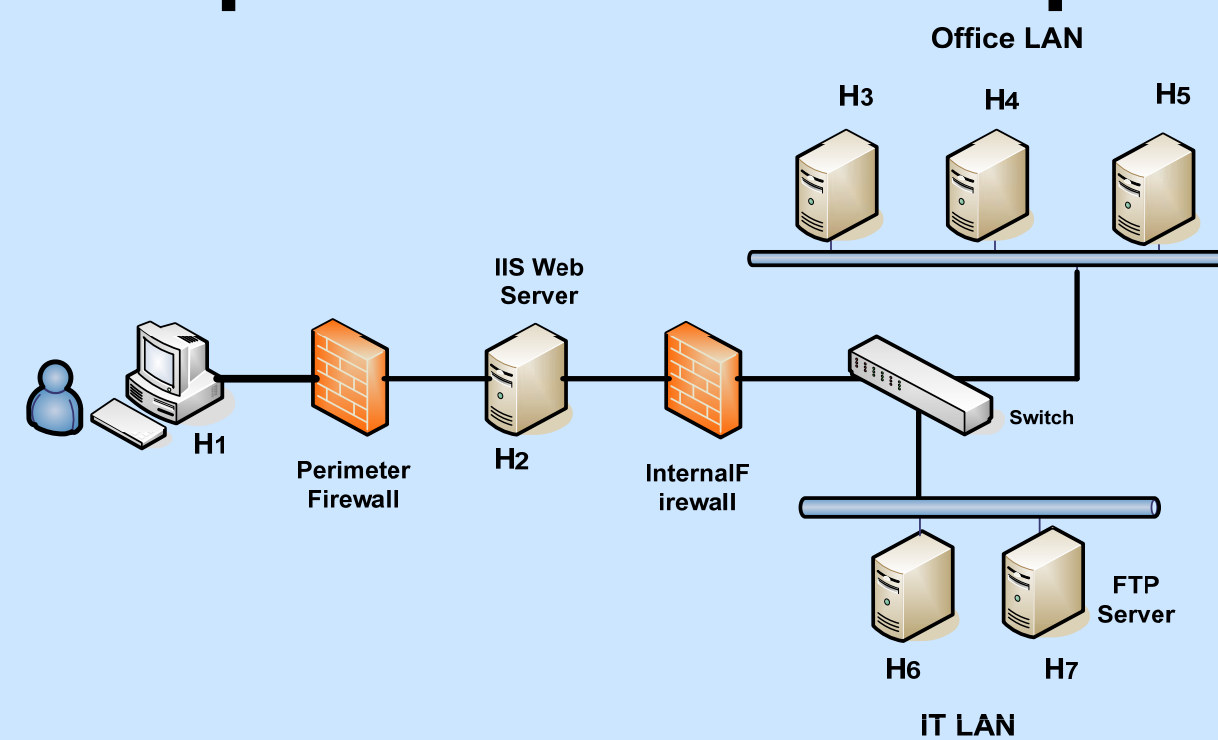 Office LAN
H3
H4
H5
IIS Web
Server
H1
H2
Perimeter
Firewall
InternalF
irewall
Switch
FTP
Server
H6
H7
IT LAN